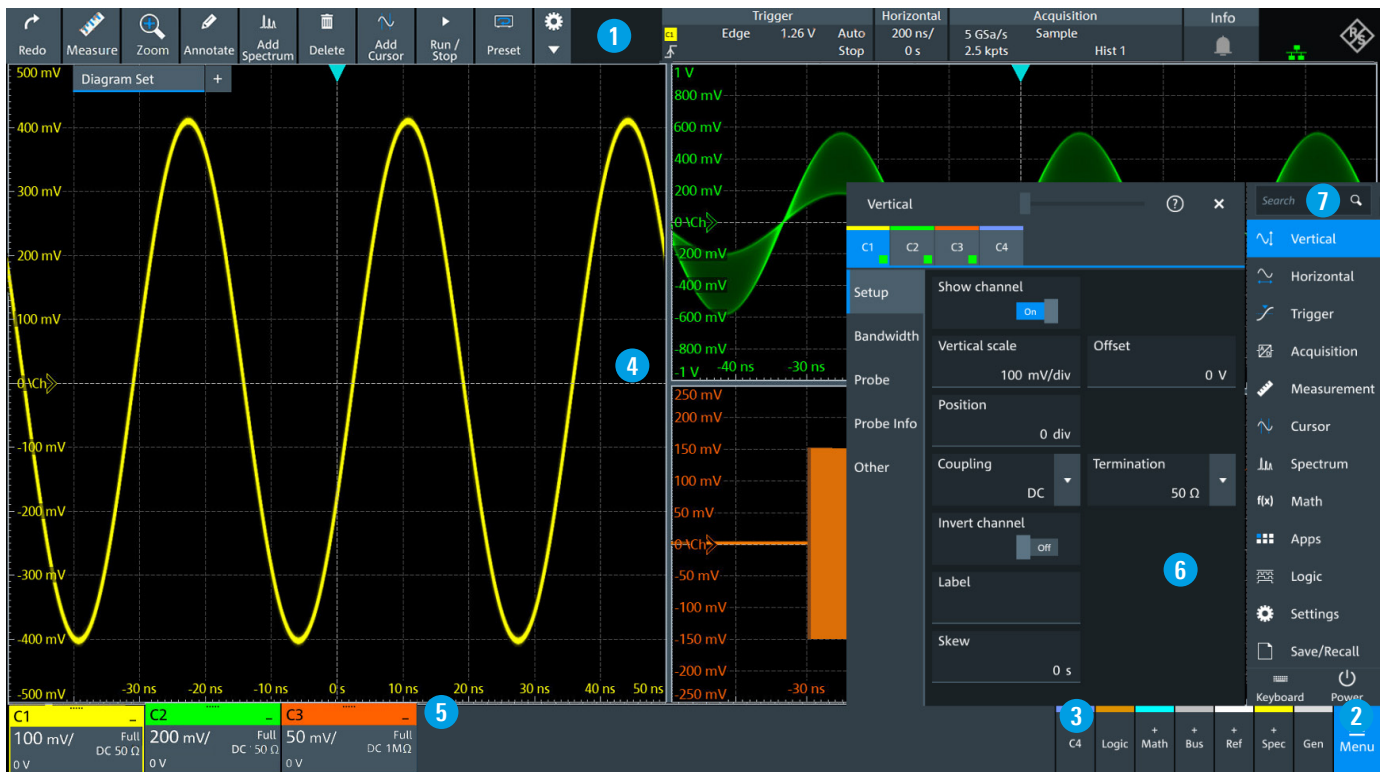 Redo
Measure
Zoom
Annotate
Add Spectrum
Delete
Add Cursor
Run / Stop
Preset
1
C1
Trigger
Edge 1.26 V Auto
Stop
Horizontal
200 ns/
0 s
Acquisition
5 GSa/s Sample
2.5 kpts Hist 1
Info
R&S
500 mV
Diagram Set +
400 mV
300 mV
200 mV
100 mV
0 \Ch
-100 mV
-200 mV
-300 mV
-400 mV
-500 mV
-30 ns -20 ns -10 ns 0 s 10 ns 20 ns 30 ns 40 ns 50 ns
4
1 V
800 mV
600 mV
400 mV
200 mV
0 \Ch
-200 mV
-400 mV
-600 mV
-800 mV
-1 V -40 ns -30 ns
250 mV
200 mV
150 mV
100 mV
50 mV
0 \Ch
-50 mV
-100 mV
-150 mV
-200 mV
-250 mV -30 ns
Vertical ? ×
C1 C2 C3 C4
Setup
Bandwidth
Probe
Probe Info
Other
Show channel
On
Vertical scale
100 mV/div
Offset
0 V
Position
0 div
Coupling
DC
Termination
50 Ω
Invert channel
Off
6
Label
Skew
0 s
Search 7
Vertical
Horizontal
Trigger
Acquisition
Measurement
Cursor
Spectrum
f(x) Math
Apps
Logic
Settings
Save/Recall
Keyboard Power
C1
100 mV/ Full
DC 50 Ω
0 V
C2
200 mV/ Full
DC 50 Ω
0 V
C3
50 mV/ Full
DC 1MΩ
0 V
5
3
C4
Logic
+ Math
+ Bus
+ Ref
+ Spec
Gen
2
Menu